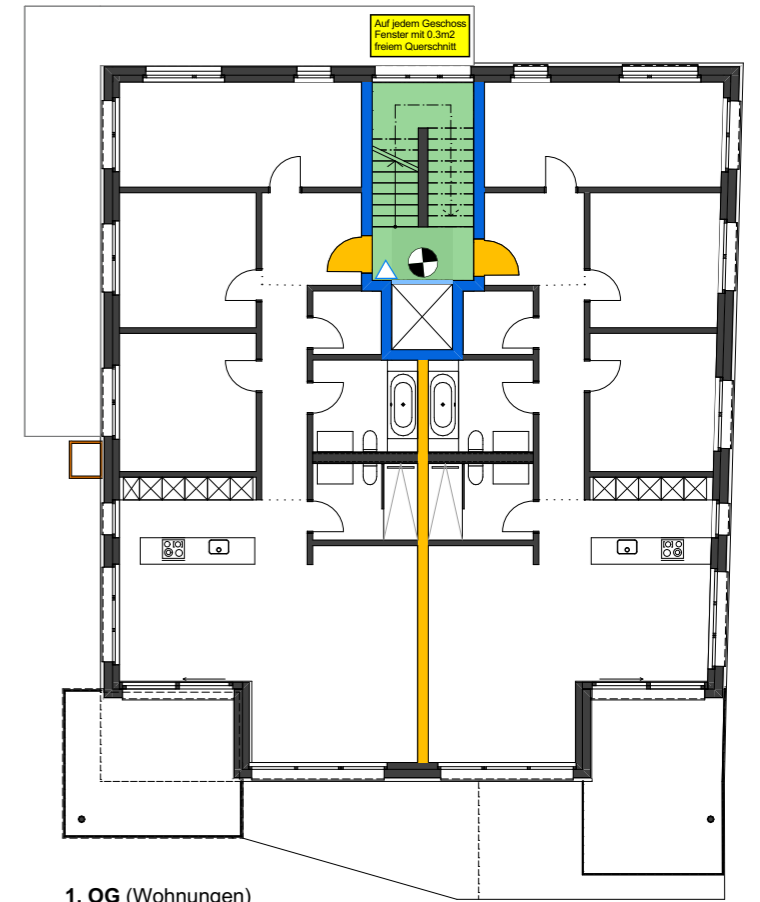 Auf jedem Geschoss
Fenster mit 0.3m2
freiem Querschnitt
1. OG (Wohnungen)